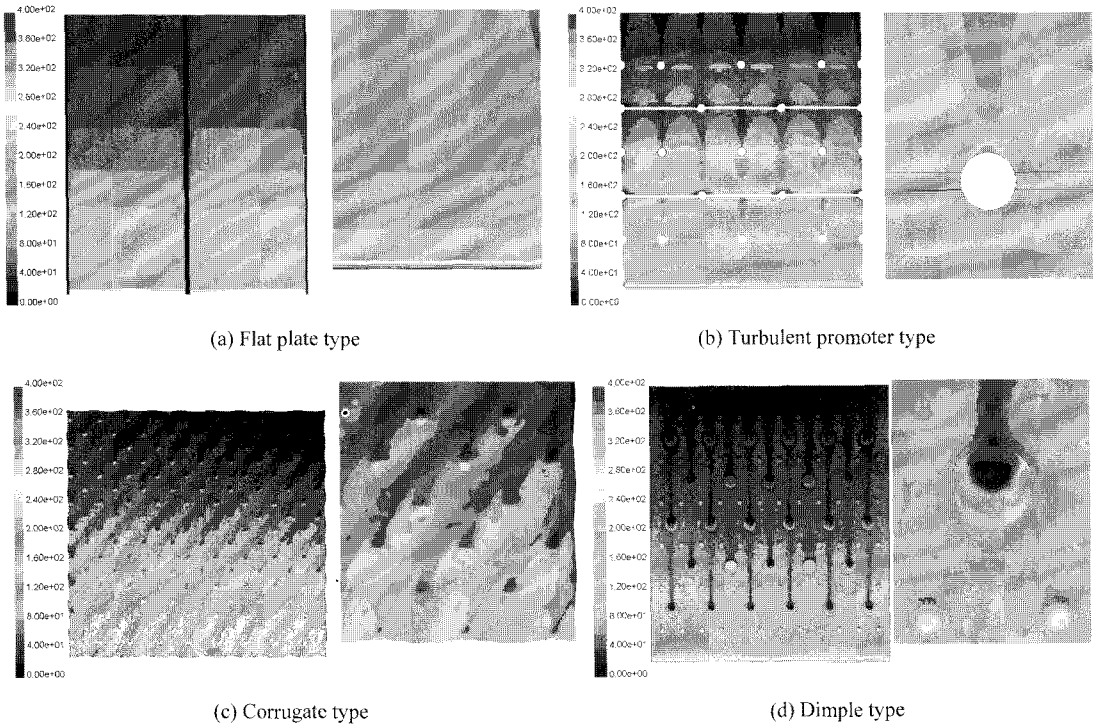 4.00e+02
3.60e+02
3.20e+02
2.80e+02
2.40e+02
2.00e+02
1.60e+02
1.20e+02
8.00e+01
4.00e+01
0.00e+00
(a) Flat plate type
4.00e+02
3.60e+02
3.20e+02
2.80e+02
2.40e+02
2.00e+02
1.60e+02
1.20e+02
8.00e+01
4.00e+01
0.00e+00
(b) Turbulent promoter type
4.00e+02
3.60e+02
3.20e+02
2.80e+02
2.40e+02
2.00e+02
1.60e+02
1.20e+02
8.00e+01
4.00e+01
0.00e+00
(c) Corrugate type
4.00e+02
3.60e+02
3.20e+02
2.80e+02
2.40e+02
2.00e+02
1.60e+02
1.20e+02
8.00e+01
4.00e+01
0.00e+00
(d) Dimple type